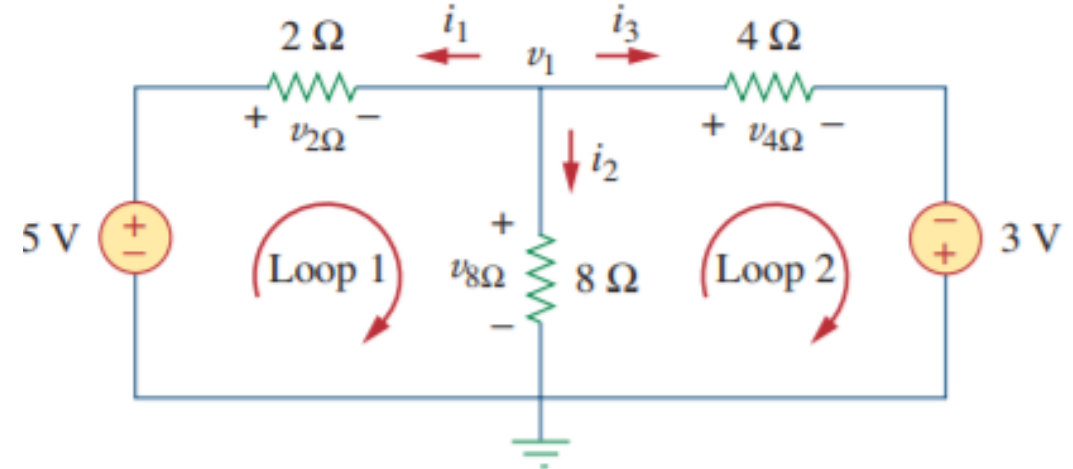 2 Ω i₁ v₁ i₃ 4 Ω
+ v₂Ω − + v₄Ω −
i₂
5 V + − + − + 3 V
Loop 1 v₈Ω 8 Ω Loop 2
−